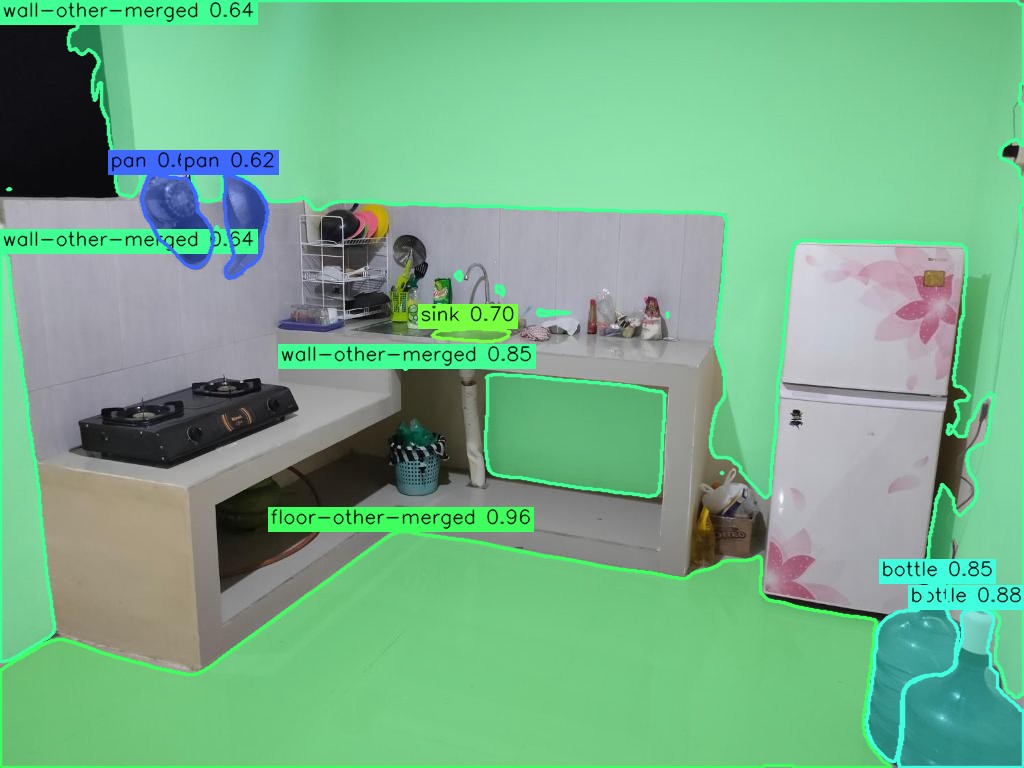 wall-other-merged 0.64
pan 0.6
pan 0.62
wall-other-merged 0.64
sink 0.70
wall-other-merged 0.85
floor-other-merged 0.96
bottle 0.85
bottle 0.88